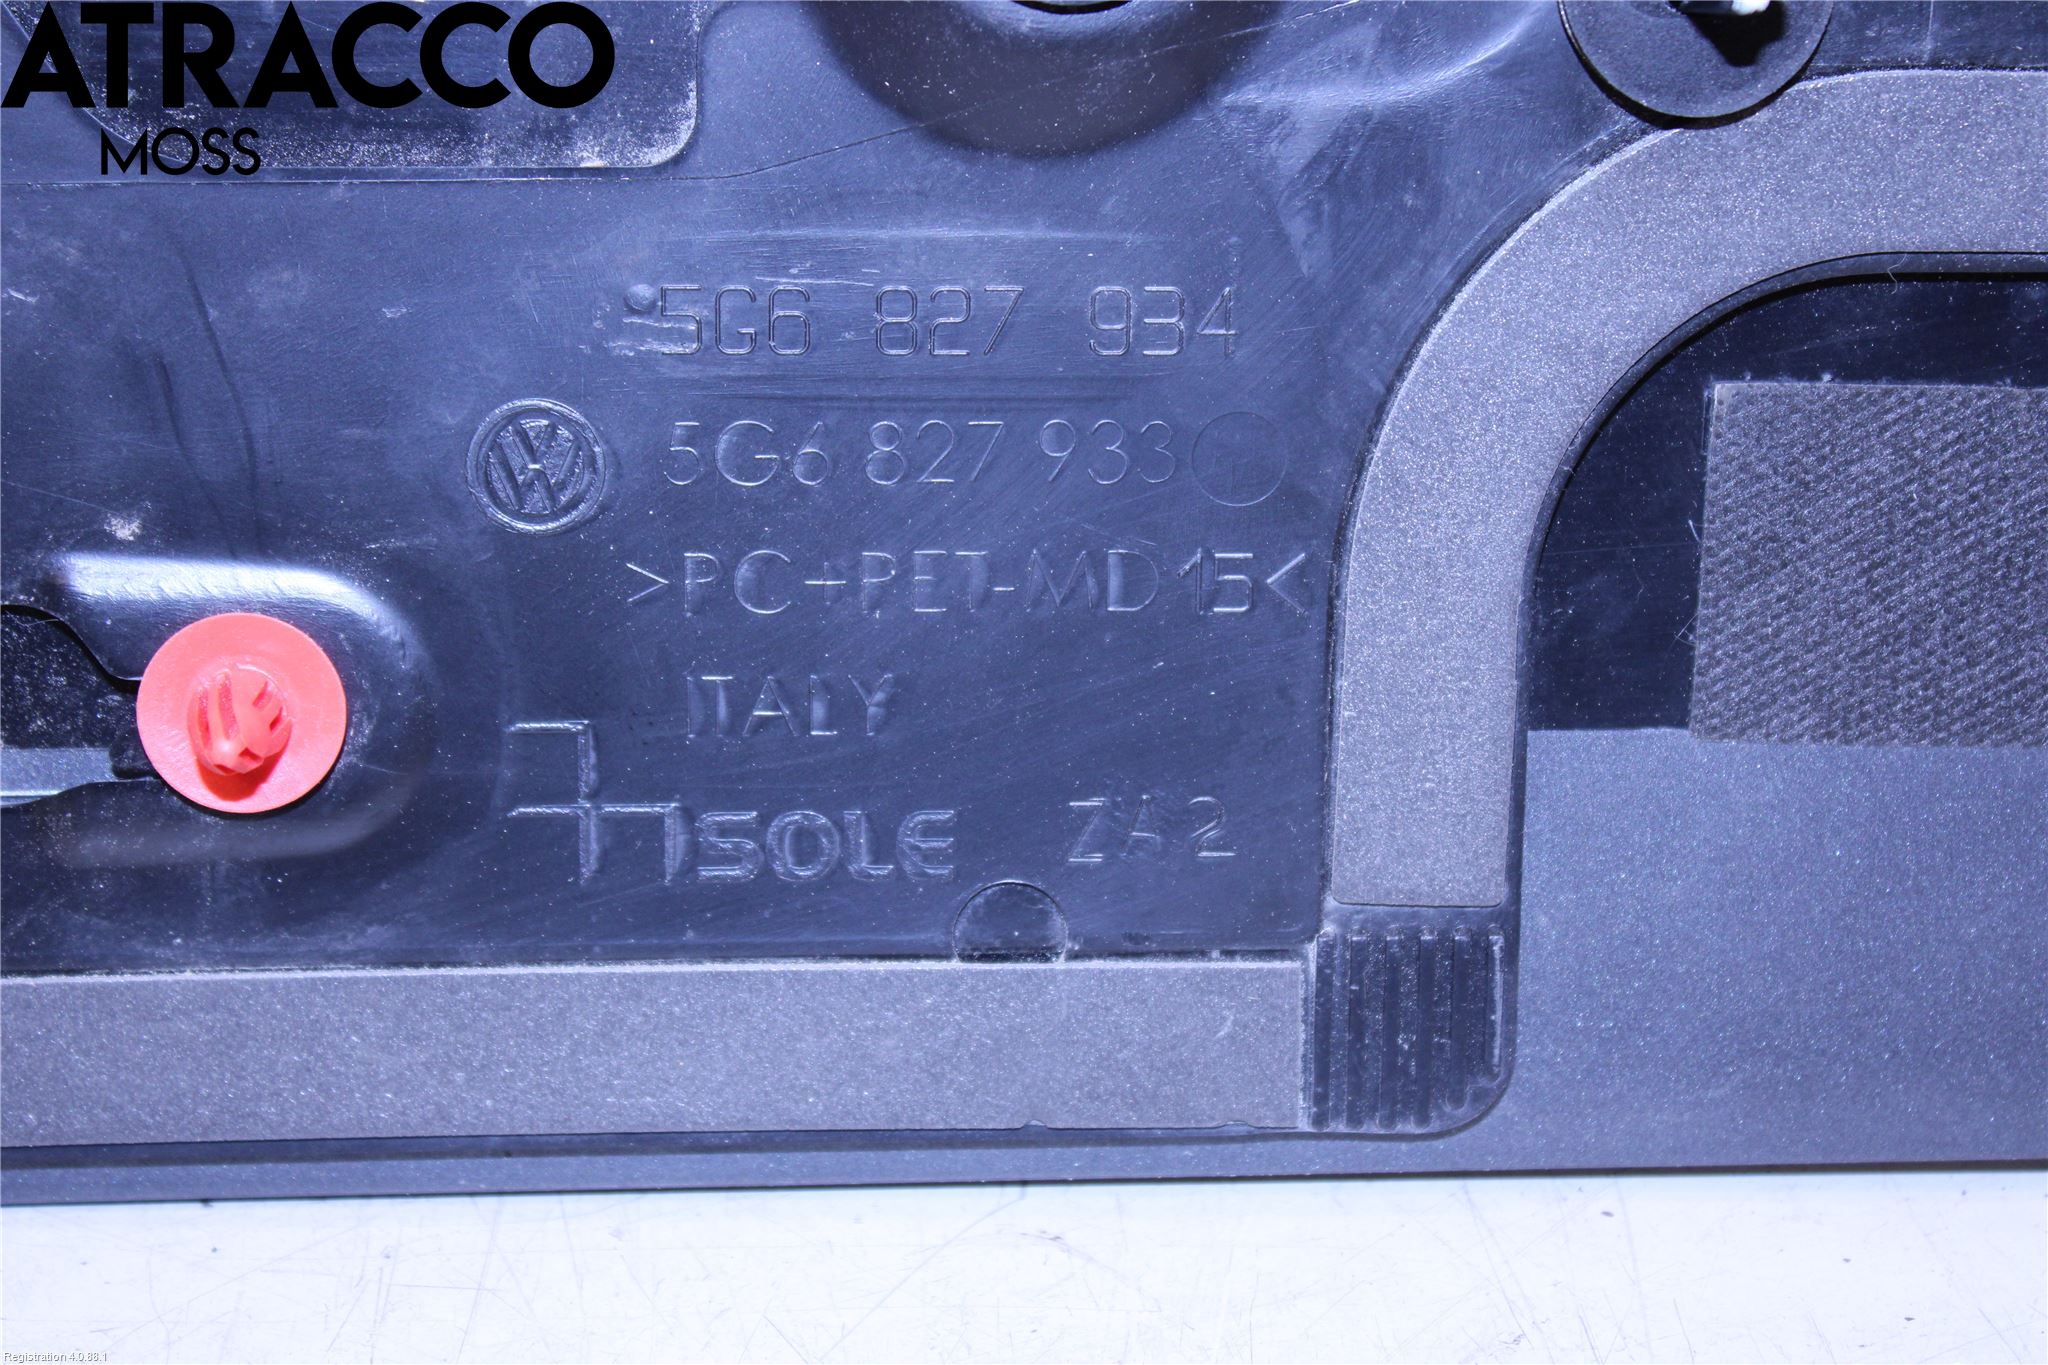 ATRACCO
MOSS
5G6 827 934
5G6 827 933
>PC+PET-MD15<
ITALY
SOLE ZA2
Registration 4.0.88.1